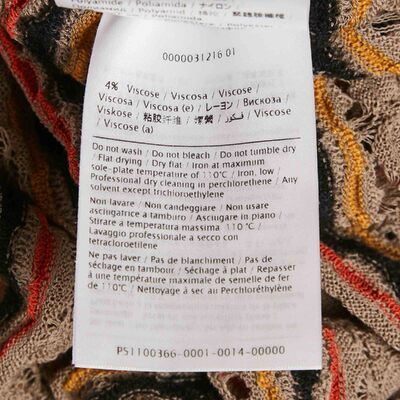 Polyamide / Poliamida / ナイロン /
0000031216 01
4% Viscose / Viscosa / Viscose /
Viscosa / Viscosa (e) / レーヨン / Вискоза /
Viskose / 粘胶纤维 / 嫘縈 / فسكوز / Viscose
/ Viscose (a)
Do not wash / Do not bleach / Do not tumble dry
/ Flat drying / Dry flat / Iron at maximum
Sole- plate temperature of 110°C / Iron, low /
Professional dry cleaning in perchlorethene / Any
solvent except trichloroethylene
Non lavare / Non candeggiare / Non usare
asciugatrice a tamburo / Asciugare in piano /
Stirare a temperatura massima 110 °C /
Lavaggio professionale a secco con
tetracloroetilene
Ne pas laver / Pas de blanchiment / Pas de
séchage en tambour / Séchage à plat / Repasser
à une température maximale de semelle de fer
de 110°C / Nettoyage à sec au Perchloréthylène
PS1100366-0001-0014-00000